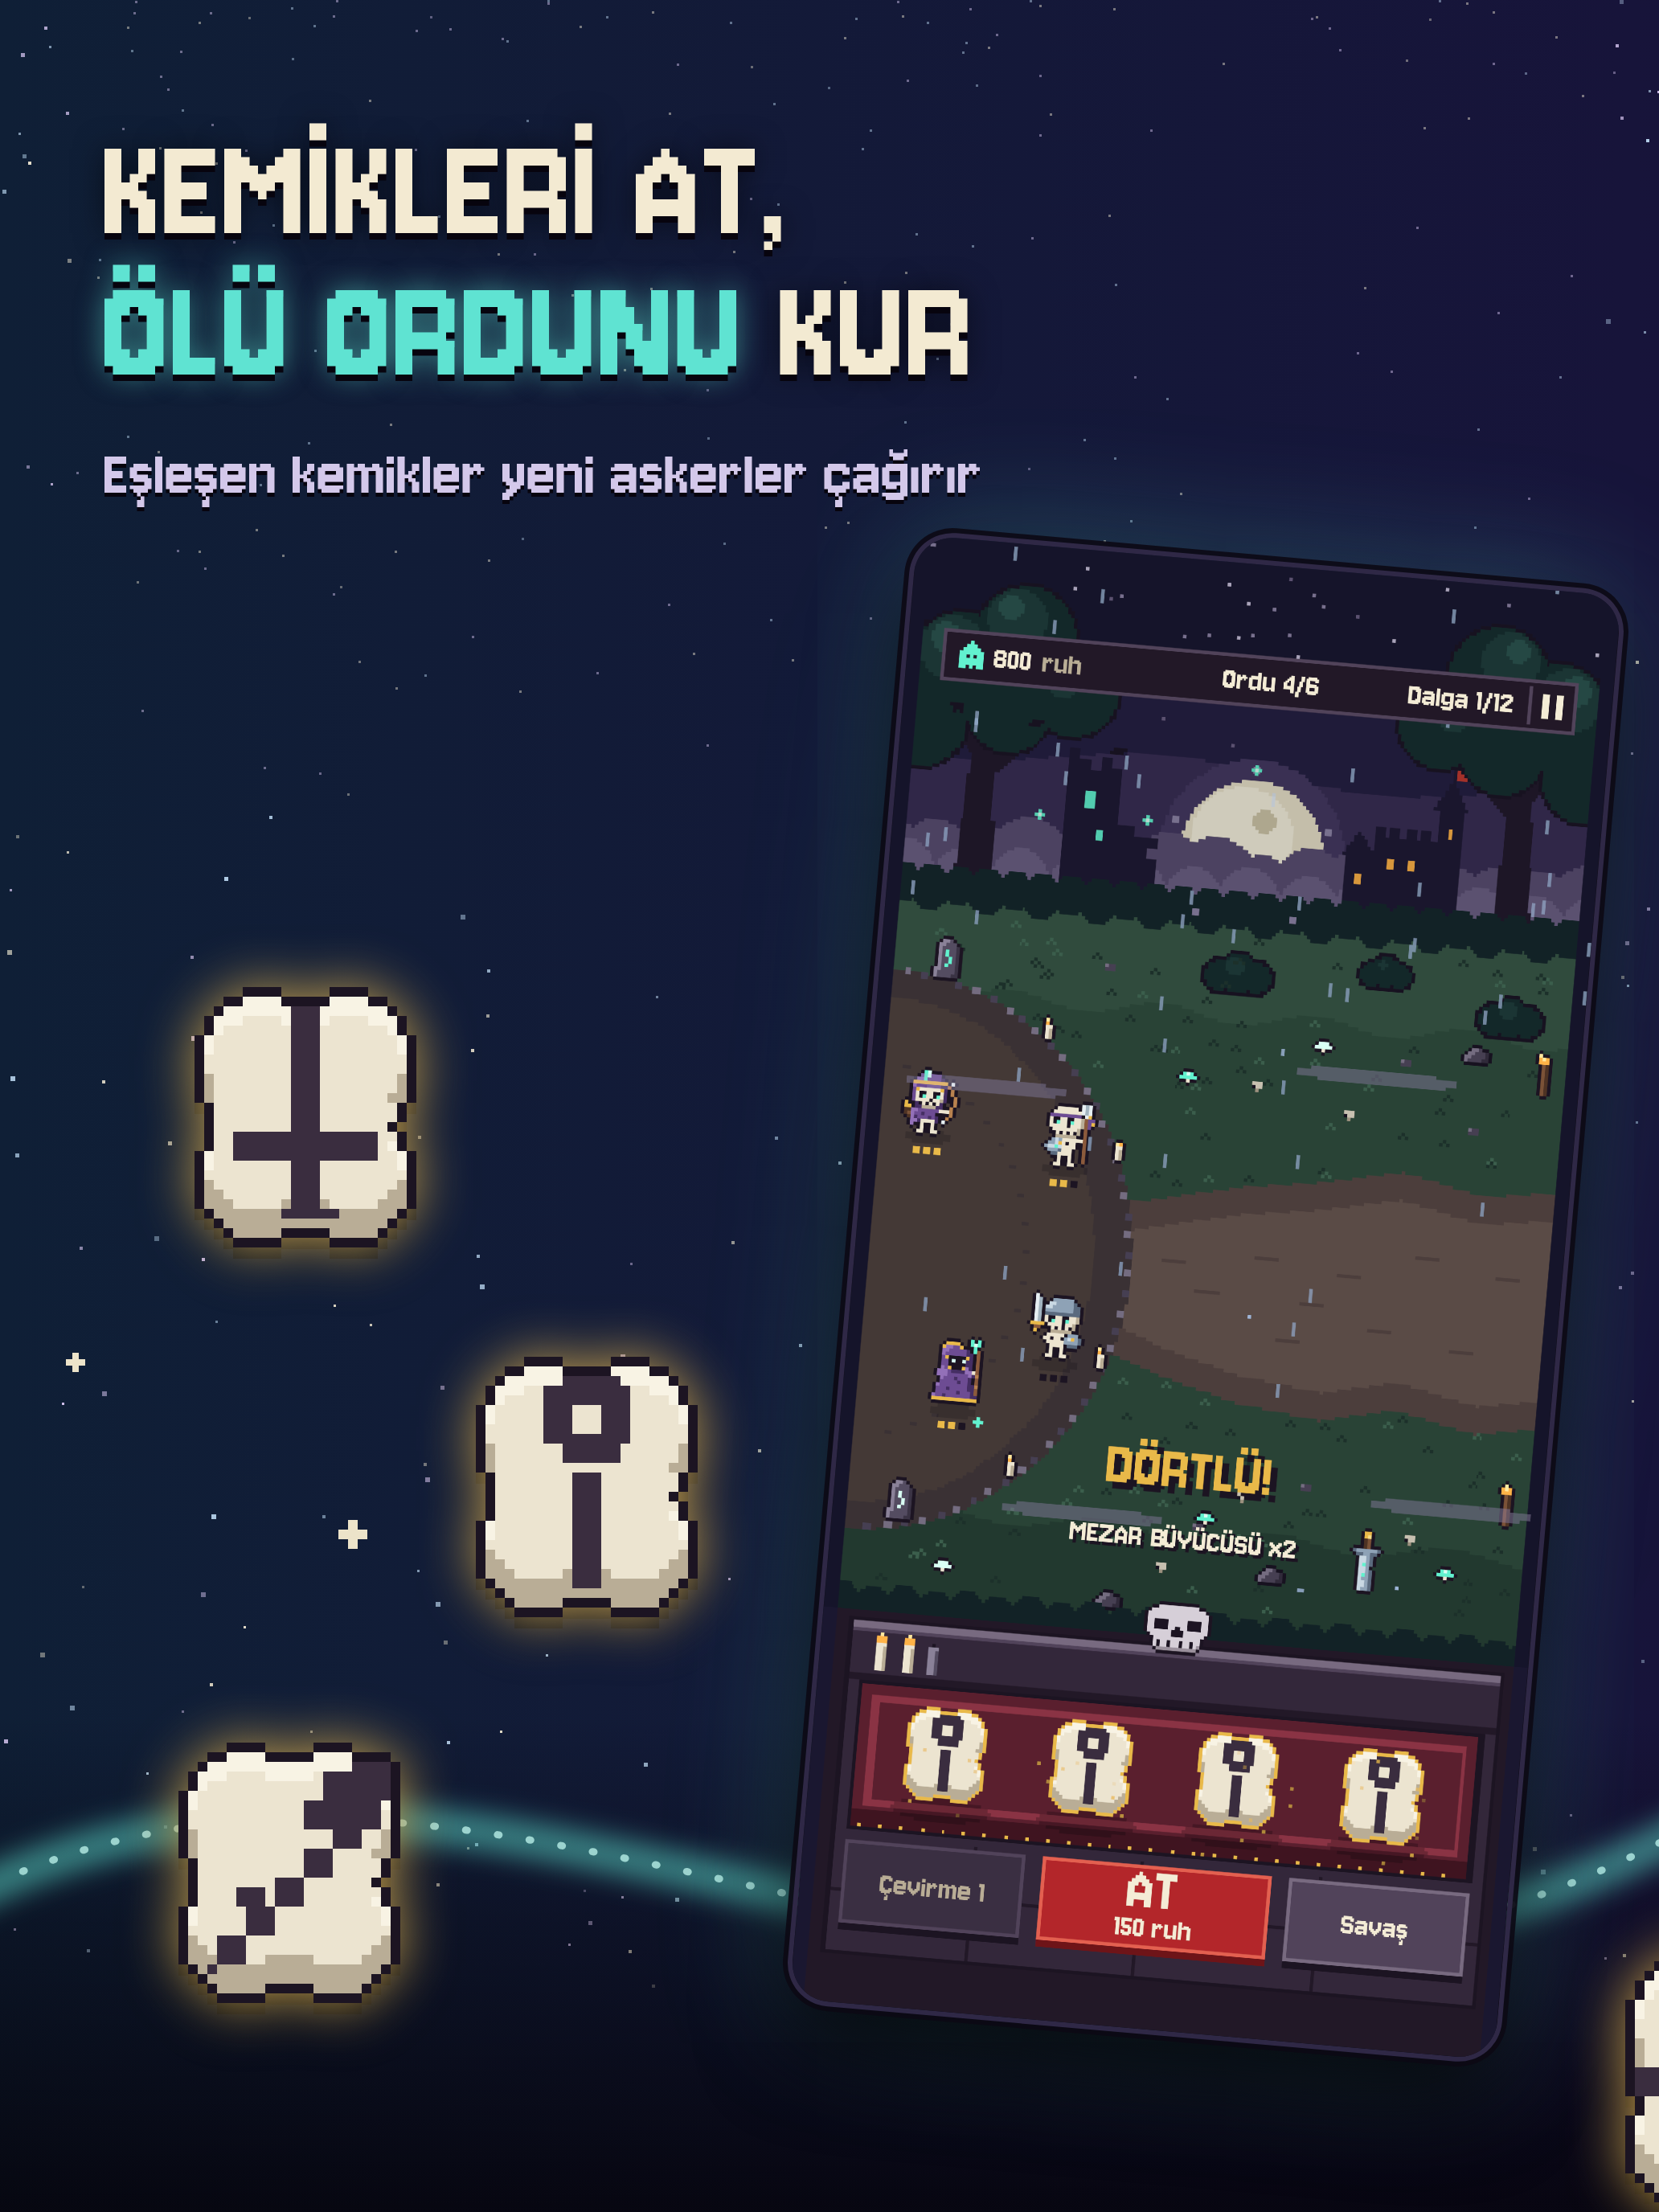 KEMİKLERİ AT,
ÖLÜ ORDUNU KUR
Eşleşen kemikler yeni askerler çağırır
800 ruh
Ordu 4/6
Dalga 1/12
DÖRTLÜ!
MEZAR BÜYÜCÜSÜ x2
Çevirme 1
AT
150 ruh
Savaş